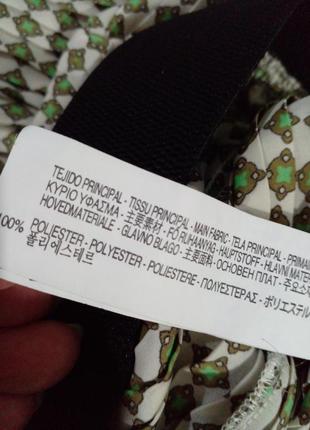 TEJIDO PRINCIPAL - TISSU PRINCIPAL - MAIN FABRIC - TELA PRINCIPAL - PRIMA
ΚΥΡΙΟ ΥΦΑΣΜΑ - 主要素材 - FŐ RUHAANYAG - HAUPTSTOFF - HLAVNÍ MATE
HOVEDMATERIALE - GLAVNO BLAGO - 主要面料 - ОСНОВЕН ПЛАТ - 주요소
100% POLIESTER - POLYESTER - POLIESTERE - ΠΟΛΥΕΣΤΕΡΑΣ - ポリエステル
폴리에스테르